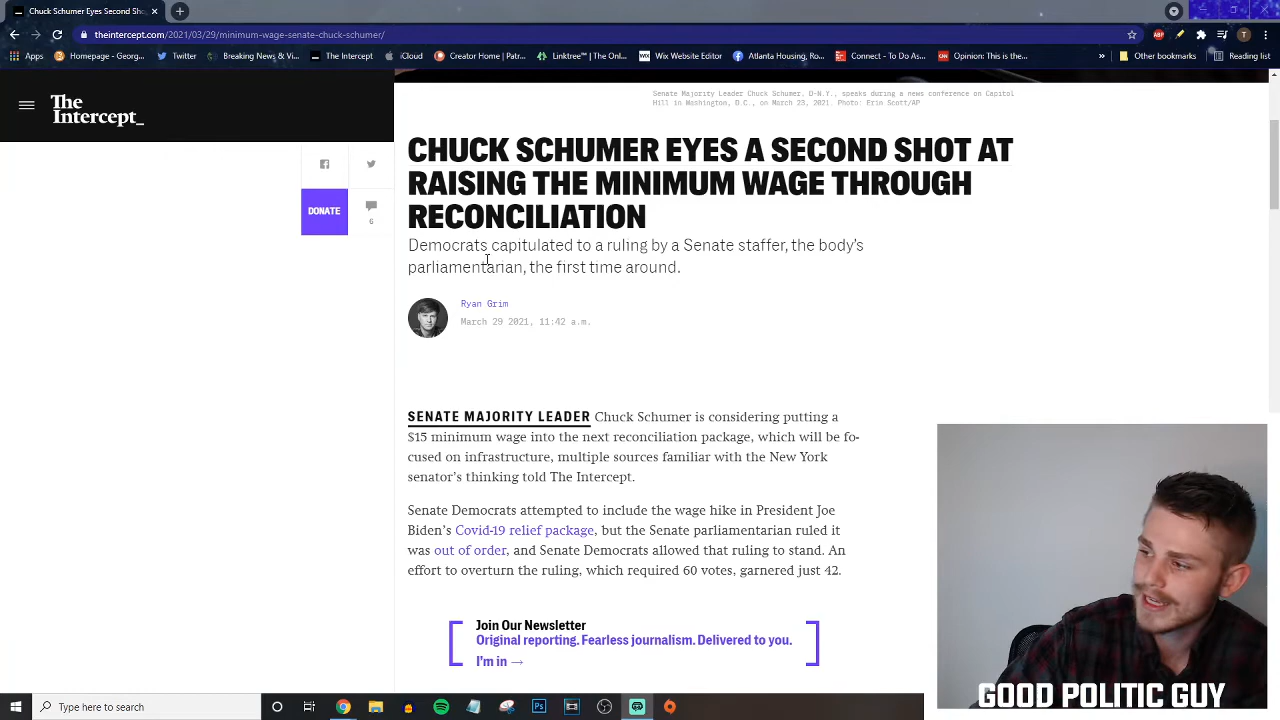 Chuck Schumer Eyes Second Sho
theintercept.com/2021/03/29/minimum-wage-senate-chuck-schumer/
Apps
Homepage - Georg...
Twitter
Breaking News & Vi...
The Intercept
iCloud
Linktree™ | The Onl...
Wix Website Editor
Atlanta Housing, Ro...
Connect - To Do As...
Opinion: This is the...
»
Other bookmarks
Reading list
The
Intercept_
Senate Majority Leader Chuck Schumer, D-N.Y., speaks during a news conference on Capitol
Hill in Washington, D.C., on March 23, 2021. Photo: Erin Scott/AP
CHUCK SCHUMER EYES A SECOND SHOT AT
RAISING THE MINIMUM WAGE THROUGH
RECONCILIATION
DONATE
6
Democrats capitulated to a ruling by a Senate staffer, the body's
parliamentarian, the first time around.
Ryan Grim
March 29 2021, 11:42 a.m.
SENATE MAJORITY LEADER Chuck Schumer is considering putting a
$15 minimum wage into the next reconciliation package, which will be fo-
cused on infrastructure, multiple sources familiar with the New York
senator's thinking told The Intercept.
Senate Democrats attempted to include the wage hike in President Joe
Biden's Covid-19 relief package, but the Senate parliamentarian ruled it
was out of order, and Senate Democrats allowed that ruling to stand. An
effort to overturn the ruling, which required 60 votes, garnered just 42.
Join Our Newsletter
Original reporting. Fearless journalism. Delivered to you.
I'm in →
GOOD POLITIC GUY
Type here to search